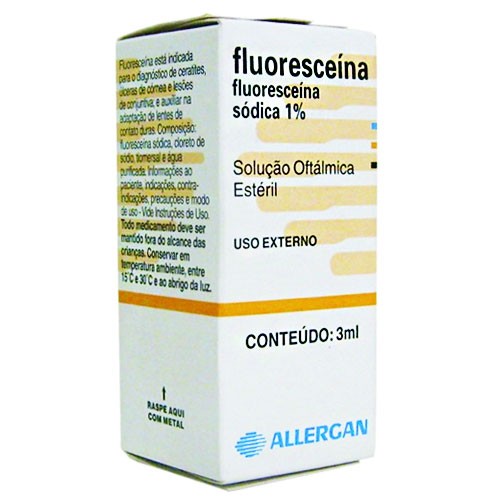 Fluoresceína está indicada
para o diagnóstico de ceratites,
úlceras de córnea e lesões
de conjuntiva; e auxiliar na
adaptação de lentes de
contato duras. Composição:
fluoresceína sódica, cloreto de
sódio, tiomersal e água
purificada. Informações ao
paciente, indicações, contra-
indicações, precauções e modo
de uso - Vide Instruções de Uso.
Todo medicamento deve ser
mantido fora do alcance das
crianças. Conservar em
temperatura ambiente, entre
15°C e 30°C e ao abrigo da luz.
↑
RASPE AQUI
COM METAL
fluoresceína
fluoresceína
sódica 1%
Solução Oftálmica
Estéril
USO EXTERNO
CONTEÚDO: 3ml
ALLERGAN